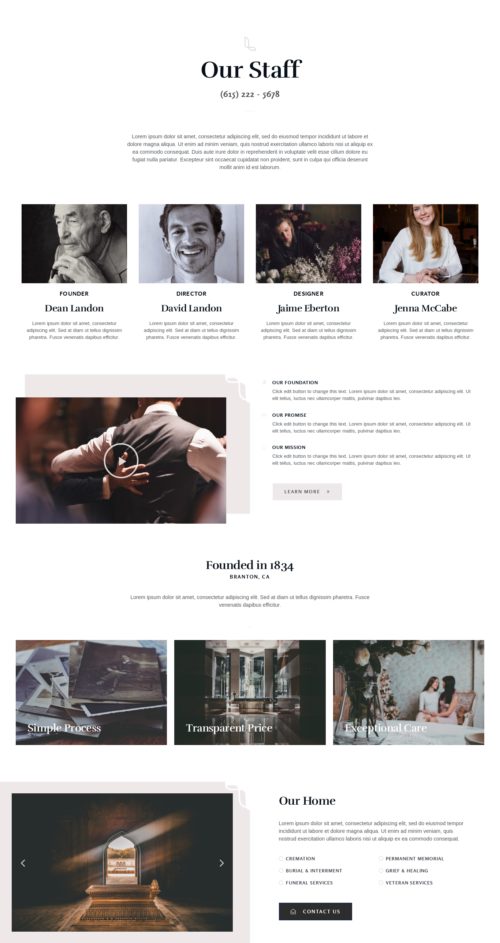 Our Staff
(615) 222 - 5678
Lorem ipsum dolor sit amet, consectetur adipiscing elit, sed do eiusmod tempor incididunt ut labore et
dolore magna aliqua. Ut enim ad minim veniam, quis nostrud exercitation ullamco laboris nisi ut aliquip ex
ea commodo consequat. Duis aute irure dolor in reprehenderit in voluptate velit esse cillum dolore eu
fugiat nulla pariatur. Excepteur sint occaecat cupidatat non proident, sunt in culpa qui officia deserunt
mollit anim id est laborum.
FOUNDER
Dean Landon
Lorem ipsum dolor sit amet, consectetur
adipiscing elit. Sed at diam ut tellus dignissim
pharetra. Fusce venenatis dapibus efficitur.
DIRECTOR
David Landon
Lorem ipsum dolor sit amet, consectetur
adipiscing elit. Sed at diam ut tellus dignissim
pharetra. Fusce venenatis dapibus efficitur.
DESIGNER
Jaime Eberton
Lorem ipsum dolor sit amet, consectetur
adipiscing elit. Sed at diam ut tellus dignissim
pharetra. Fusce venenatis dapibus efficitur.
CURATOR
Jenna McCabe
Lorem ipsum dolor sit amet, consectetur
adipiscing elit. Sed at diam ut tellus dignissim
pharetra. Fusce venenatis dapibus efficitur.
OUR FOUNDATION
Click edit button to change this text. Lorem ipsum dolor sit amet, consectetur adipiscing elit. Ut
elit tellus, luctus nec ullamcorper mattis, pulvinar dapibus leo.
OUR PROMISE
Click edit button to change this text. Lorem ipsum dolor sit amet, consectetur adipiscing elit. Ut
elit tellus, luctus nec ullamcorper mattis, pulvinar dapibus leo.
OUR MISSION
Click edit button to change this text. Lorem ipsum dolor sit amet, consectetur adipiscing elit. Ut
elit tellus, luctus nec ullamcorper mattis, pulvinar dapibus leo.
LEARN MORE
Founded in 1834
BRANTON, CA
Lorem ipsum dolor sit amet, consectetur adipiscing elit. Sed at diam ut tellus dignissim pharetra. Fusce
venenatis dapibus efficitur.
Simple Process
Transparent Price
Exceptional Care
Our Home
Lorem ipsum dolor sit amet, consectetur adipiscing elit, sed do eiusmod tempor
incididunt ut labore et dolore magna aliqua. Ut enim ad minim veniam, quis
nostrud exercitation ullamco laboris nisi ut aliquip ex ea commodo consequat.
CREMATION
BURIAL & INTERRMENT
FUNERAL SERVICES
PERMANENT MEMORIAL
GRIEF & HEALING
VETERAN SERVICES
CONTACT US